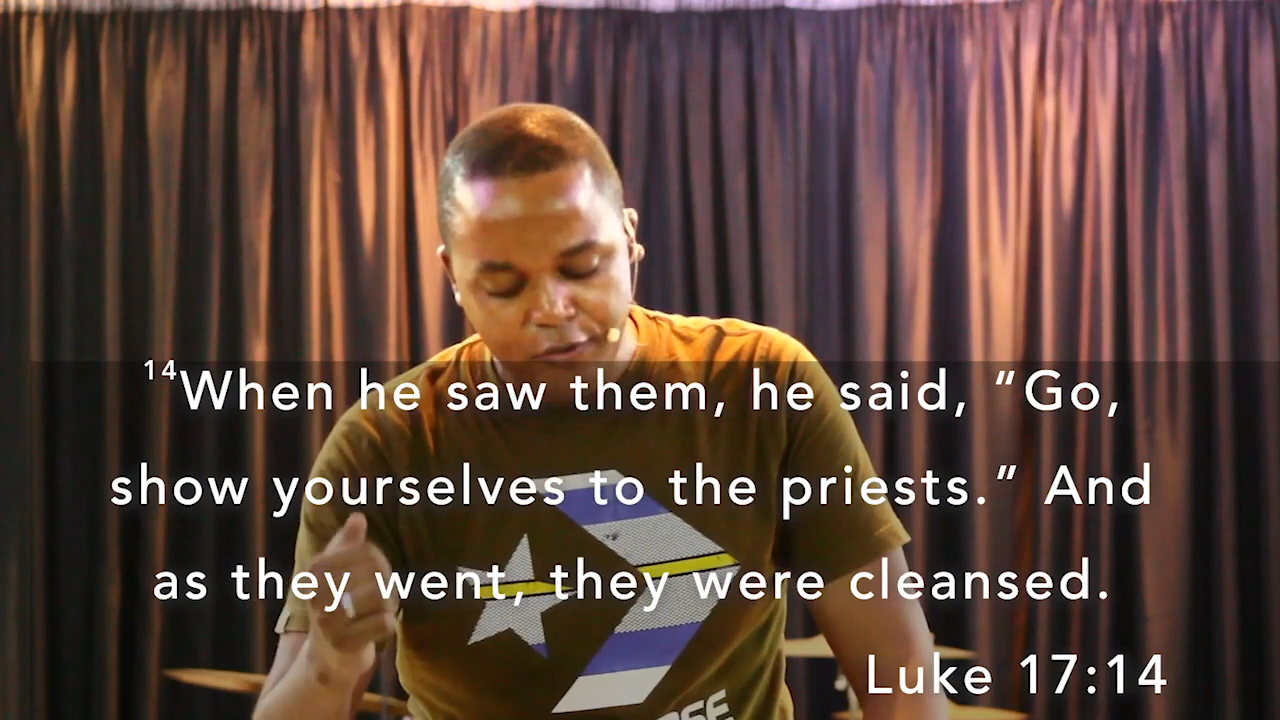 ¹⁴When he saw them, he said, “Go,
show yourselves to the priests.” And
as they went, they were cleansed.
Luke 17:14